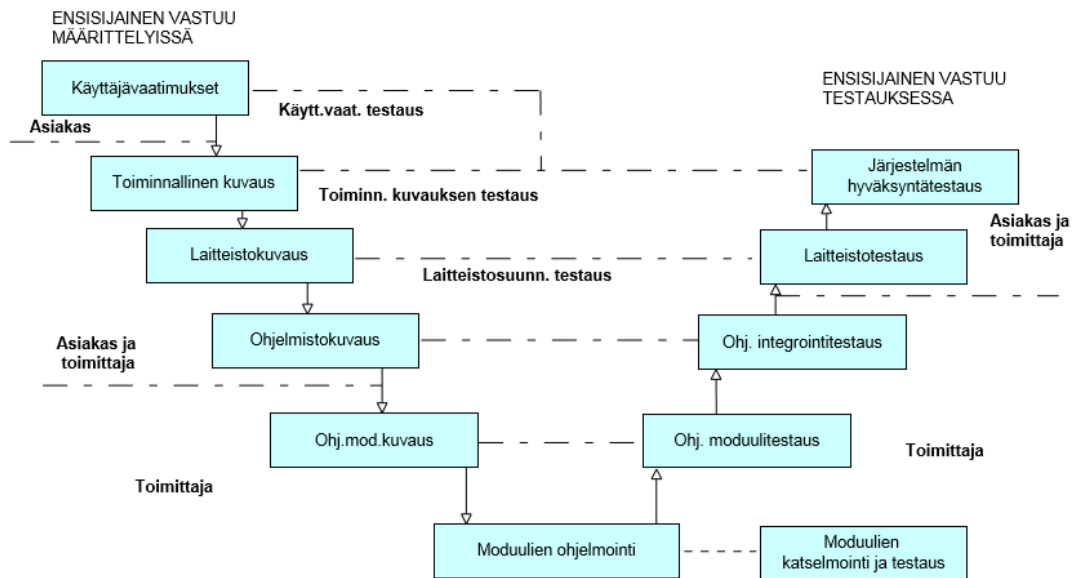 ENSISIJAINEN VASTUU
MÄÄRITTELYISSÄ
Käyttäjävaatimukset
ENSISIJAINEN VASTUU
TESTAUKSESSA
Käytt.vaat. testaus
Asiakas
Toiminnallinen kuvaus
Järjestelmän
hyväksyntätestaus
Toiminn. kuvauksen testaus
Asiakas ja
toimittaja
Laitteistokuvaus
Laitteistotestaus
Laitteistosuunn. testaus
Ohjelmistokuvaus
Ohj. integrointitestaus
Asiakas ja
toimittaja
Ohj.mod.kuvaus
Ohj. moduulitestaus
Toimittaja
Toimittaja
Moduulien ohjelmointi
Moduulien
katselmointi ja testaus